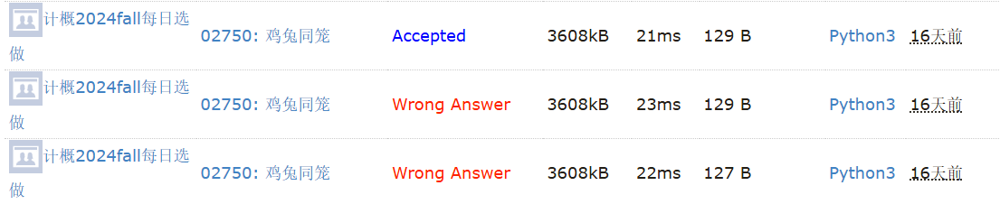 计概2024fall每日选做 02750: 鸡兔同笼 Accepted 3608kB 21ms 129 B Python3 16天前
计概2024fall每日选做 02750: 鸡兔同笼 Wrong Answer 3608kB 23ms 129 B Python3 16天前
计概2024fall每日选做 02750: 鸡兔同笼 Wrong Answer 3608kB 22ms 127 B Python3 16天前